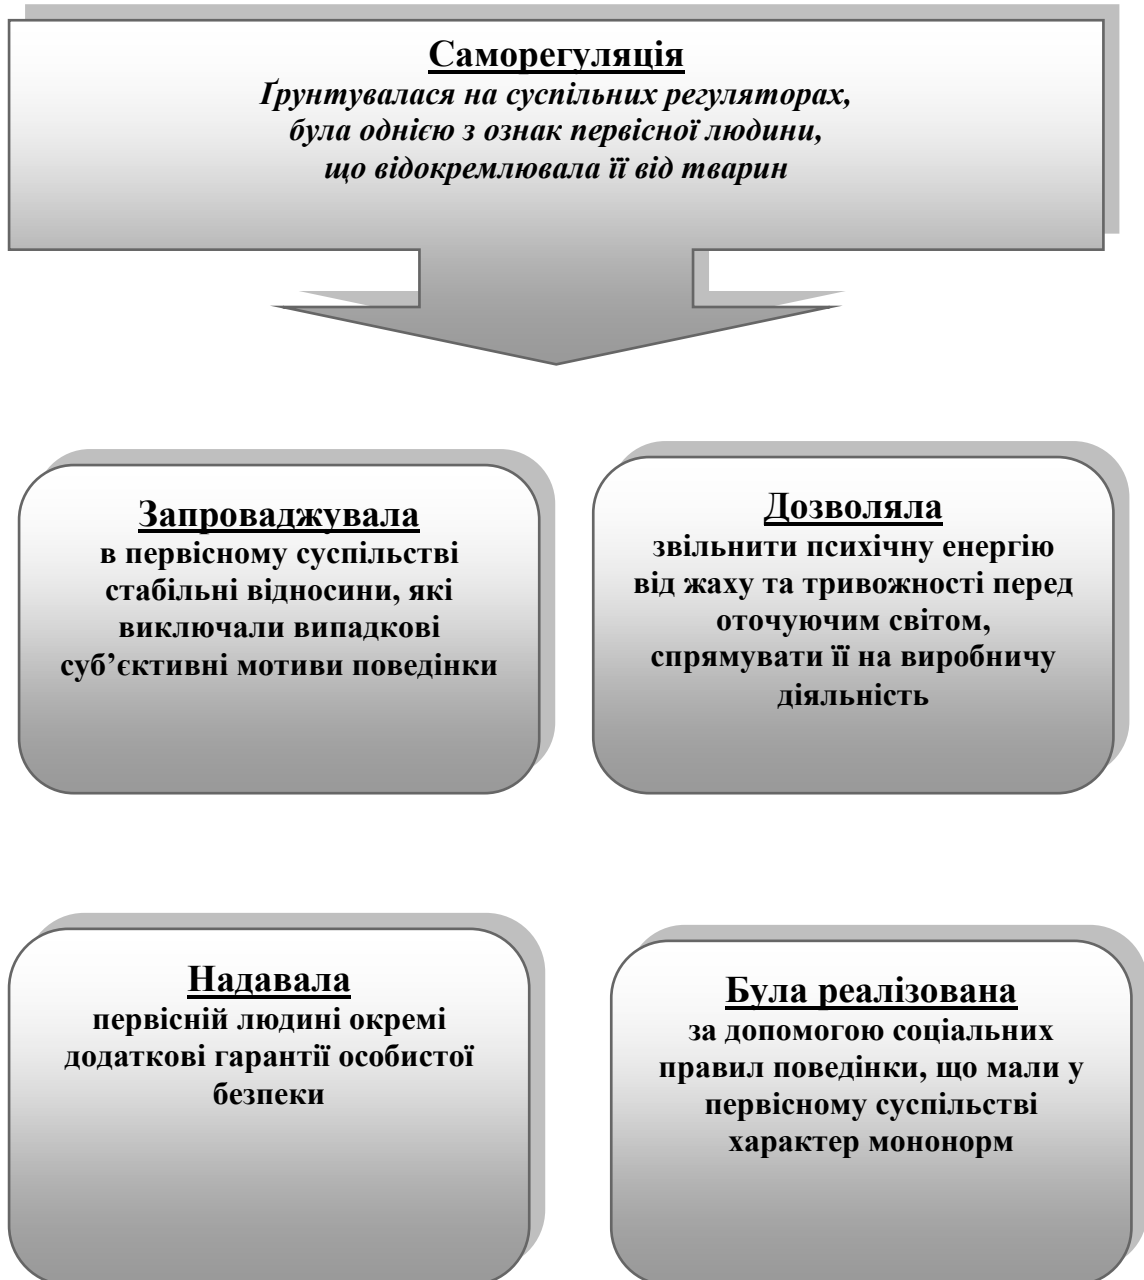 Саморегуляція
Ґрунтувалася на суспільних регуляторах,
була однією з ознак первісної людини,
що відокремлювала її від тварин
Запроваджувала
в первісному суспільстві
стабільні відносини, які
виключали випадкові
суб’єктивні мотиви поведінки
Дозволяла
звільнити психічну енергію
від жаху та тривожності перед
оточуючим світом,
спрямувати її на виробничу
діяльність
Надавала
первісній людині окремі
додаткові гарантії особистої
безпеки
Була реалізована
за допомогою соціальних
правил поведінки, що мали у
первісному суспільстві
характер мононорм